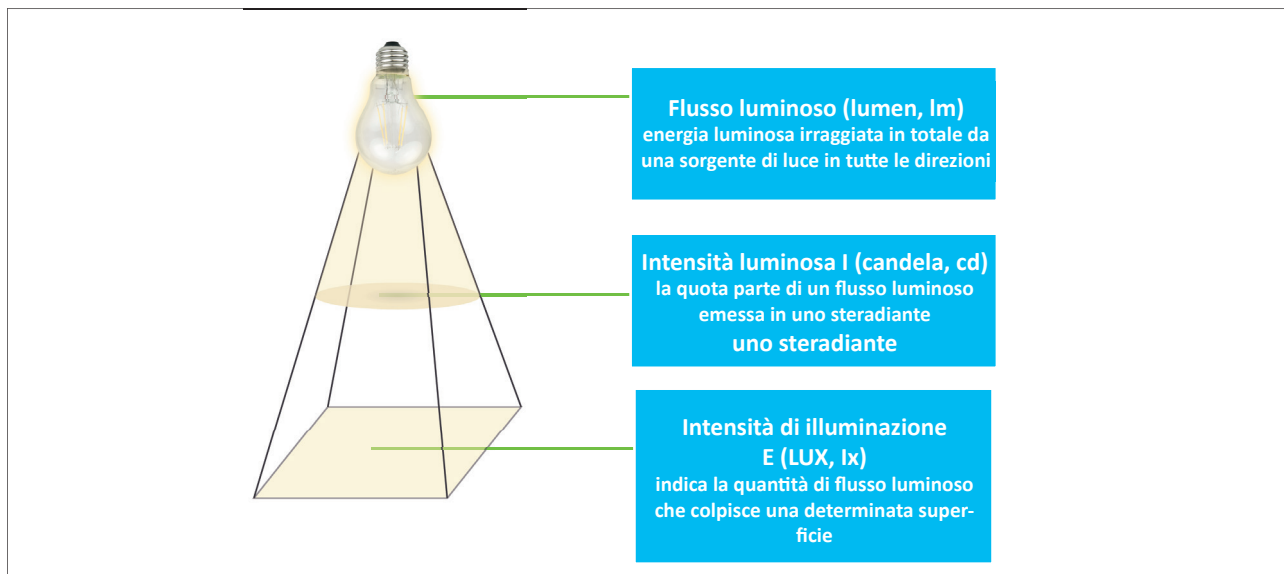 Flusso luminoso (lumen, lm)
energia luminosa irraggiata in totale da
una sorgente di luce in tutte le direzioni
Intensità luminosa I (candela, cd)
la quota parte di un flusso luminoso
emessa in uno steradiante
uno steradiante
Intensità di illuminazione
E (LUX, Ix)
indica la quantità di flusso luminoso
che colpisce una determinata super-
ficie